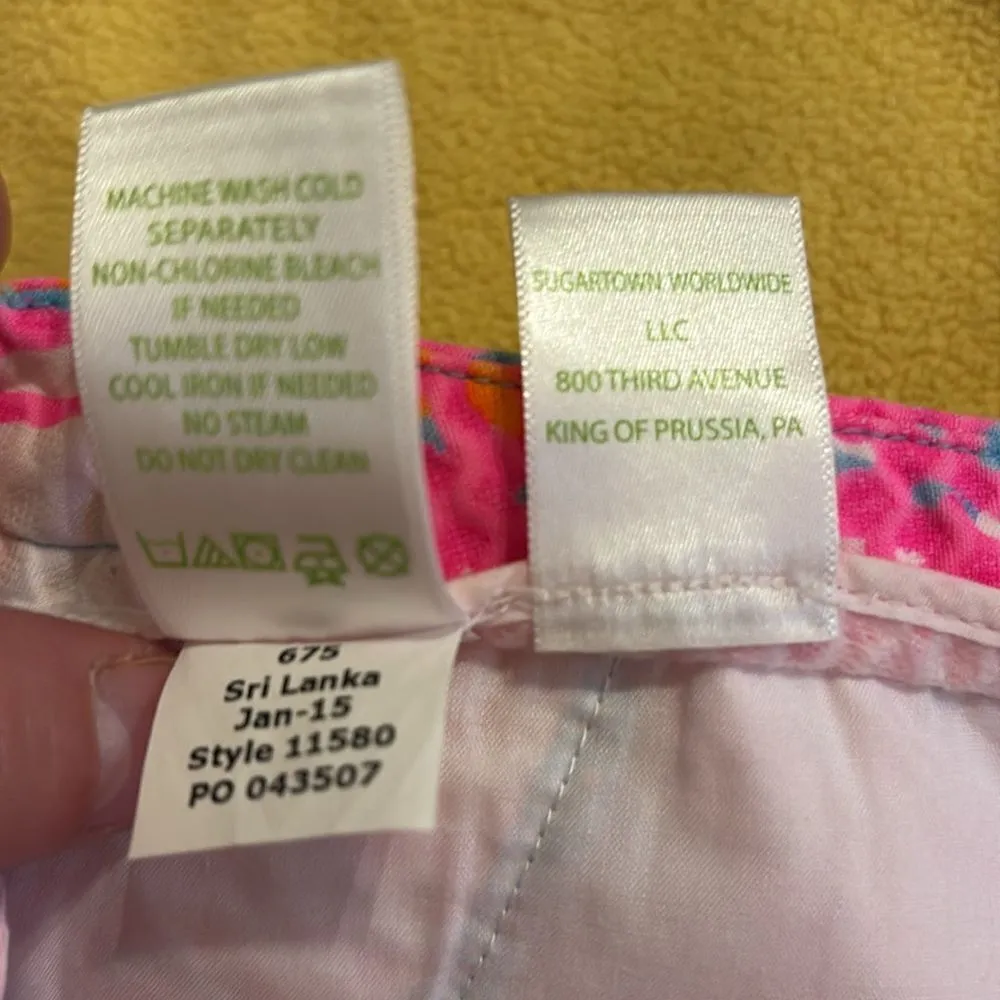 MACHINE WASH COLD
SEPARATELY
NON-CHLORINE BLEACH
IF NEEDED
TUMBLE DRY LOW
COOL IRON IF NEEDED
NO STEAM
DO NOT DRY CLEAN
675
Sri Lanka
Jan-15
Style 11580
PO 043507
SUGARTOWN WORLDWIDE
LLC
800 THIRD AVENUE
KING OF PRUSSIA, PA